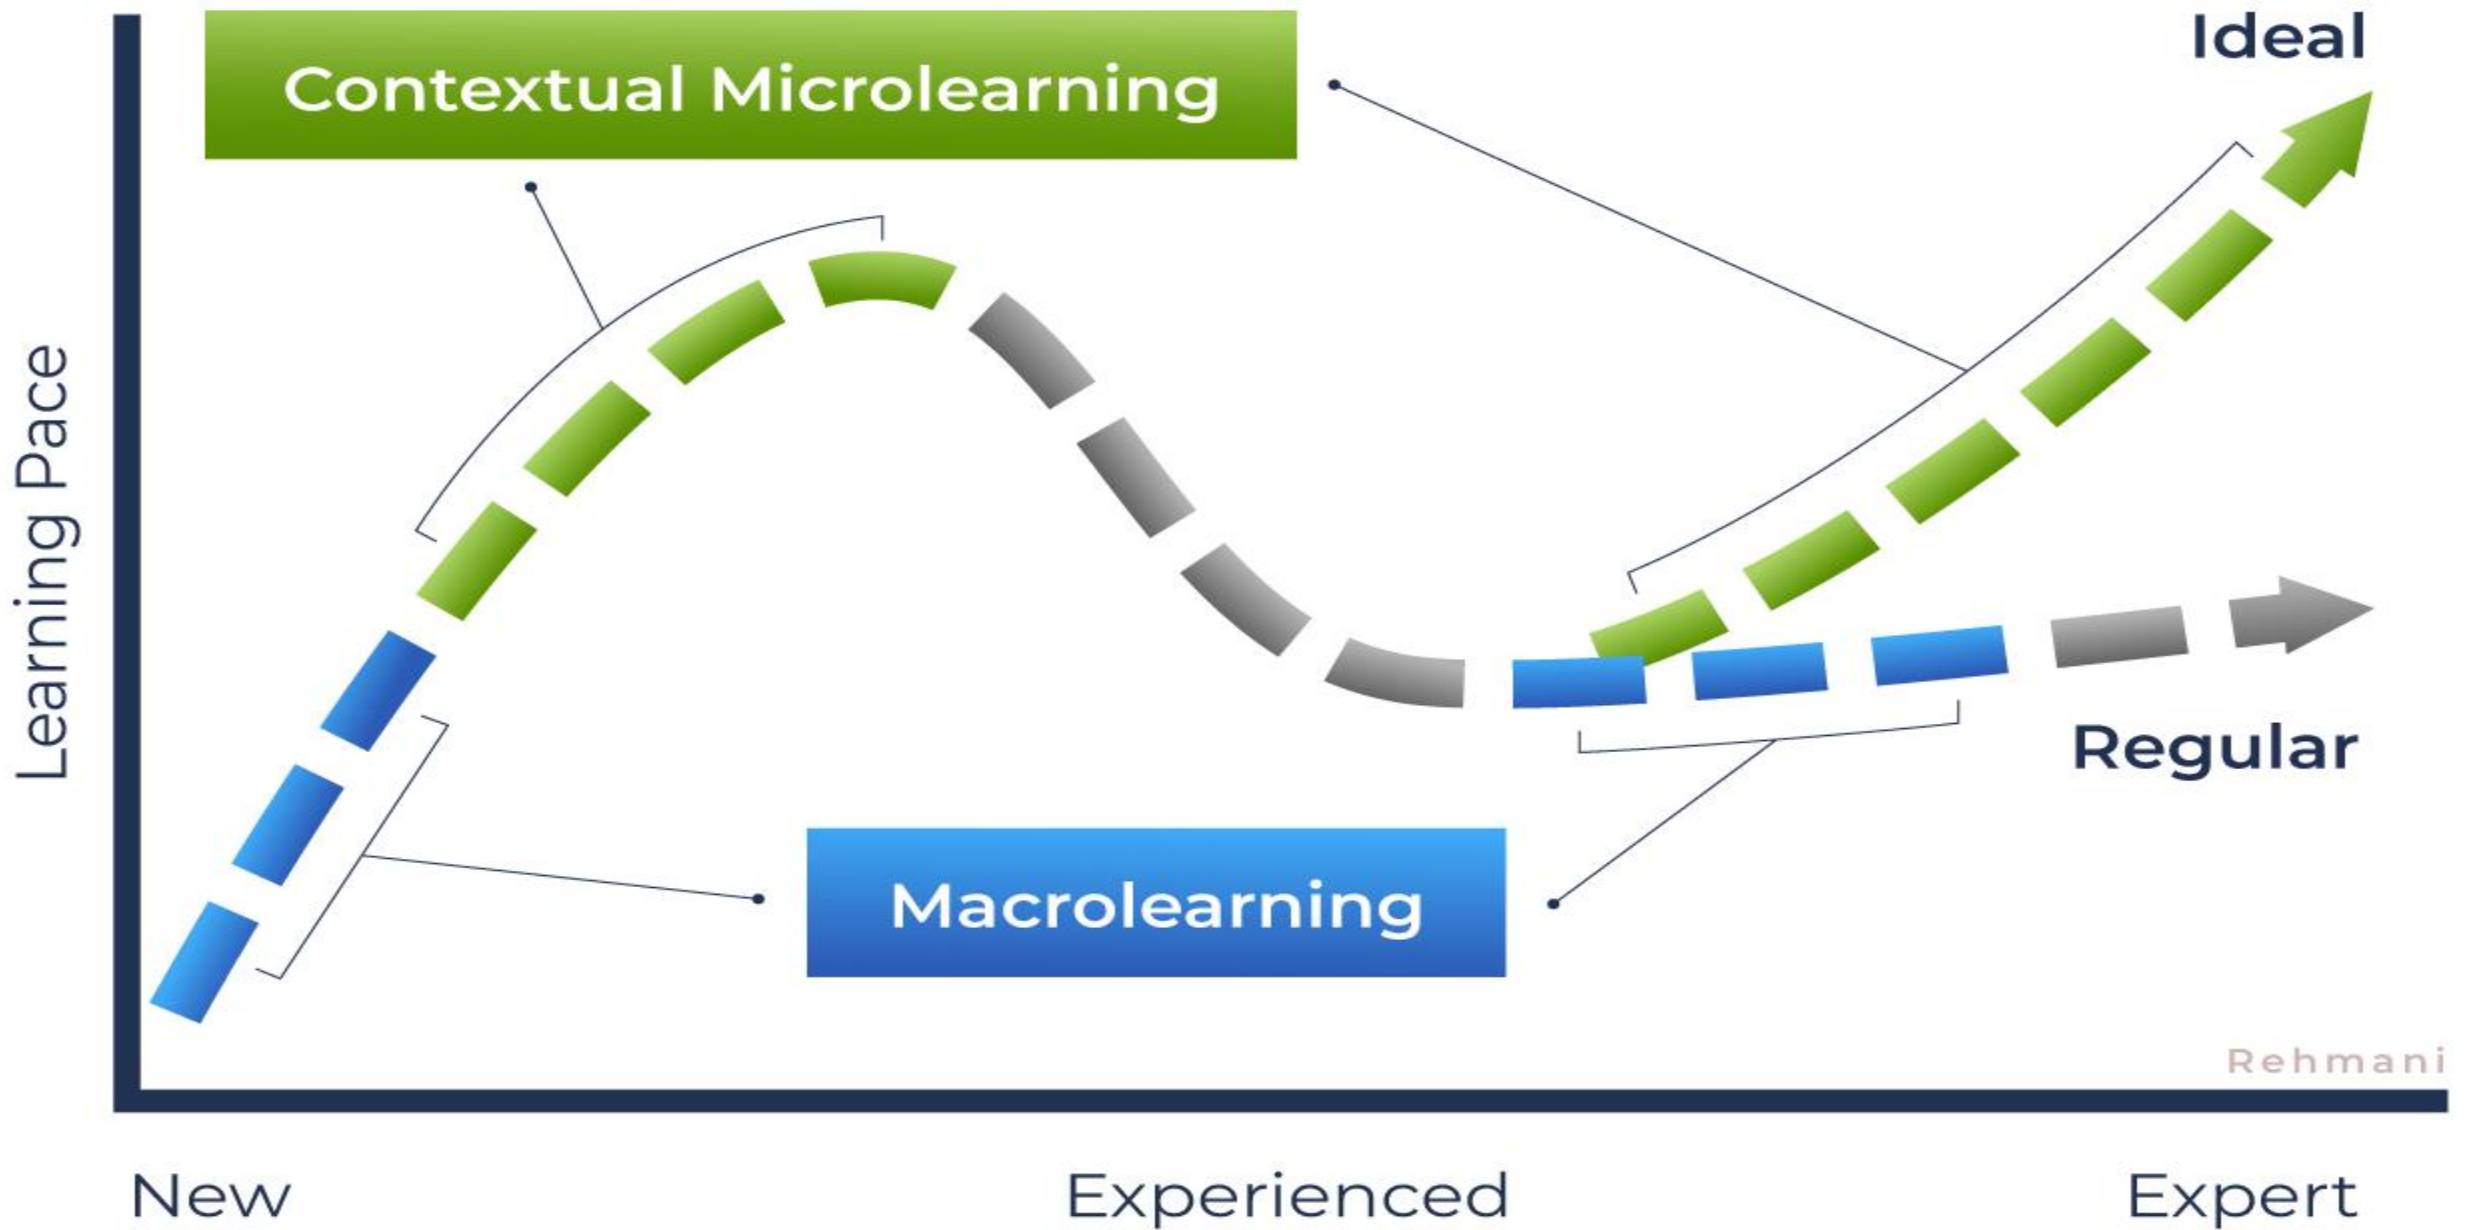 Ideal
Contextual Microlearning
Learning Pace
Regular
Macrolearning
Rehmani
New
Experienced
Expert